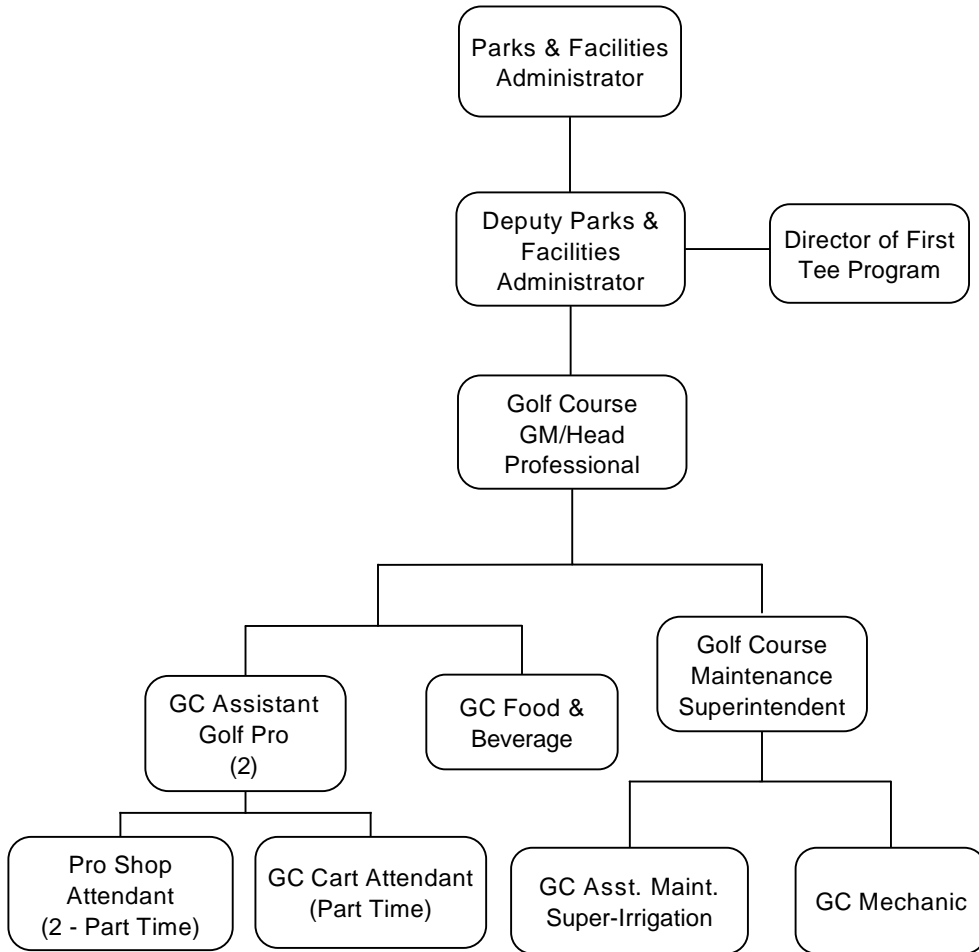 Parks & Facilities
Administrator
Deputy Parks &
Facilities
Administrator
Director of First
Tee Program
Golf Course
GM/Head
Professional
Golf Course
Maintenance
Superintendent
GC Assistant
Golf Pro
(2)
GC Food &
Beverage
Pro Shop
Attendant
(2 - Part Time)
GC Cart Attendant
(Part Time)
GC Asst. Maint.
Super-Irrigation
GC Mechanic